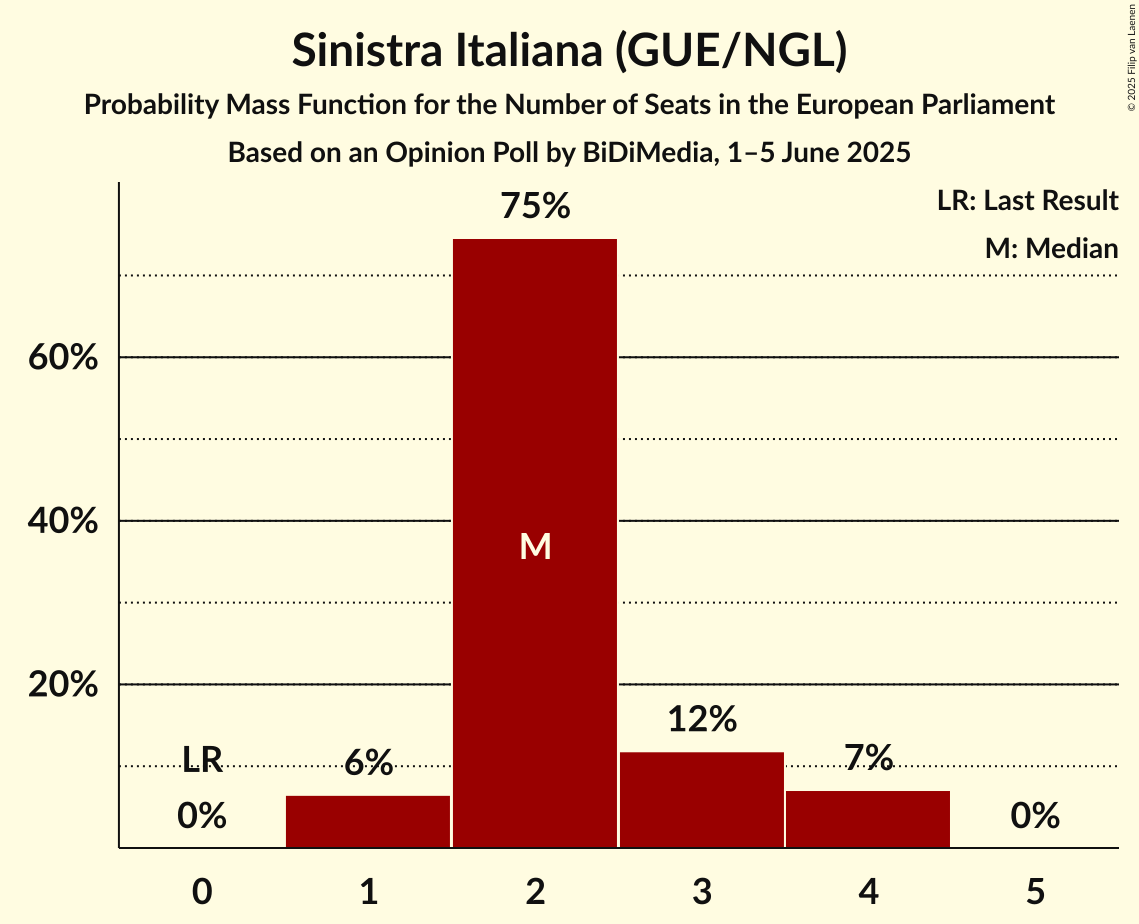 Sinistra Italiana (GUE/NGL)
Probability Mass Function for the Number of Seats in the European Parliament
Based on an Opinion Poll by BiDiMedia, 1–5 June 2025
© 2025 Filip van Laenen
LR: Last Result
M: Median
75%
60%
40%
M
20%
12%
LR
6%
7%
0%
0%
0 1 2 3 4 5